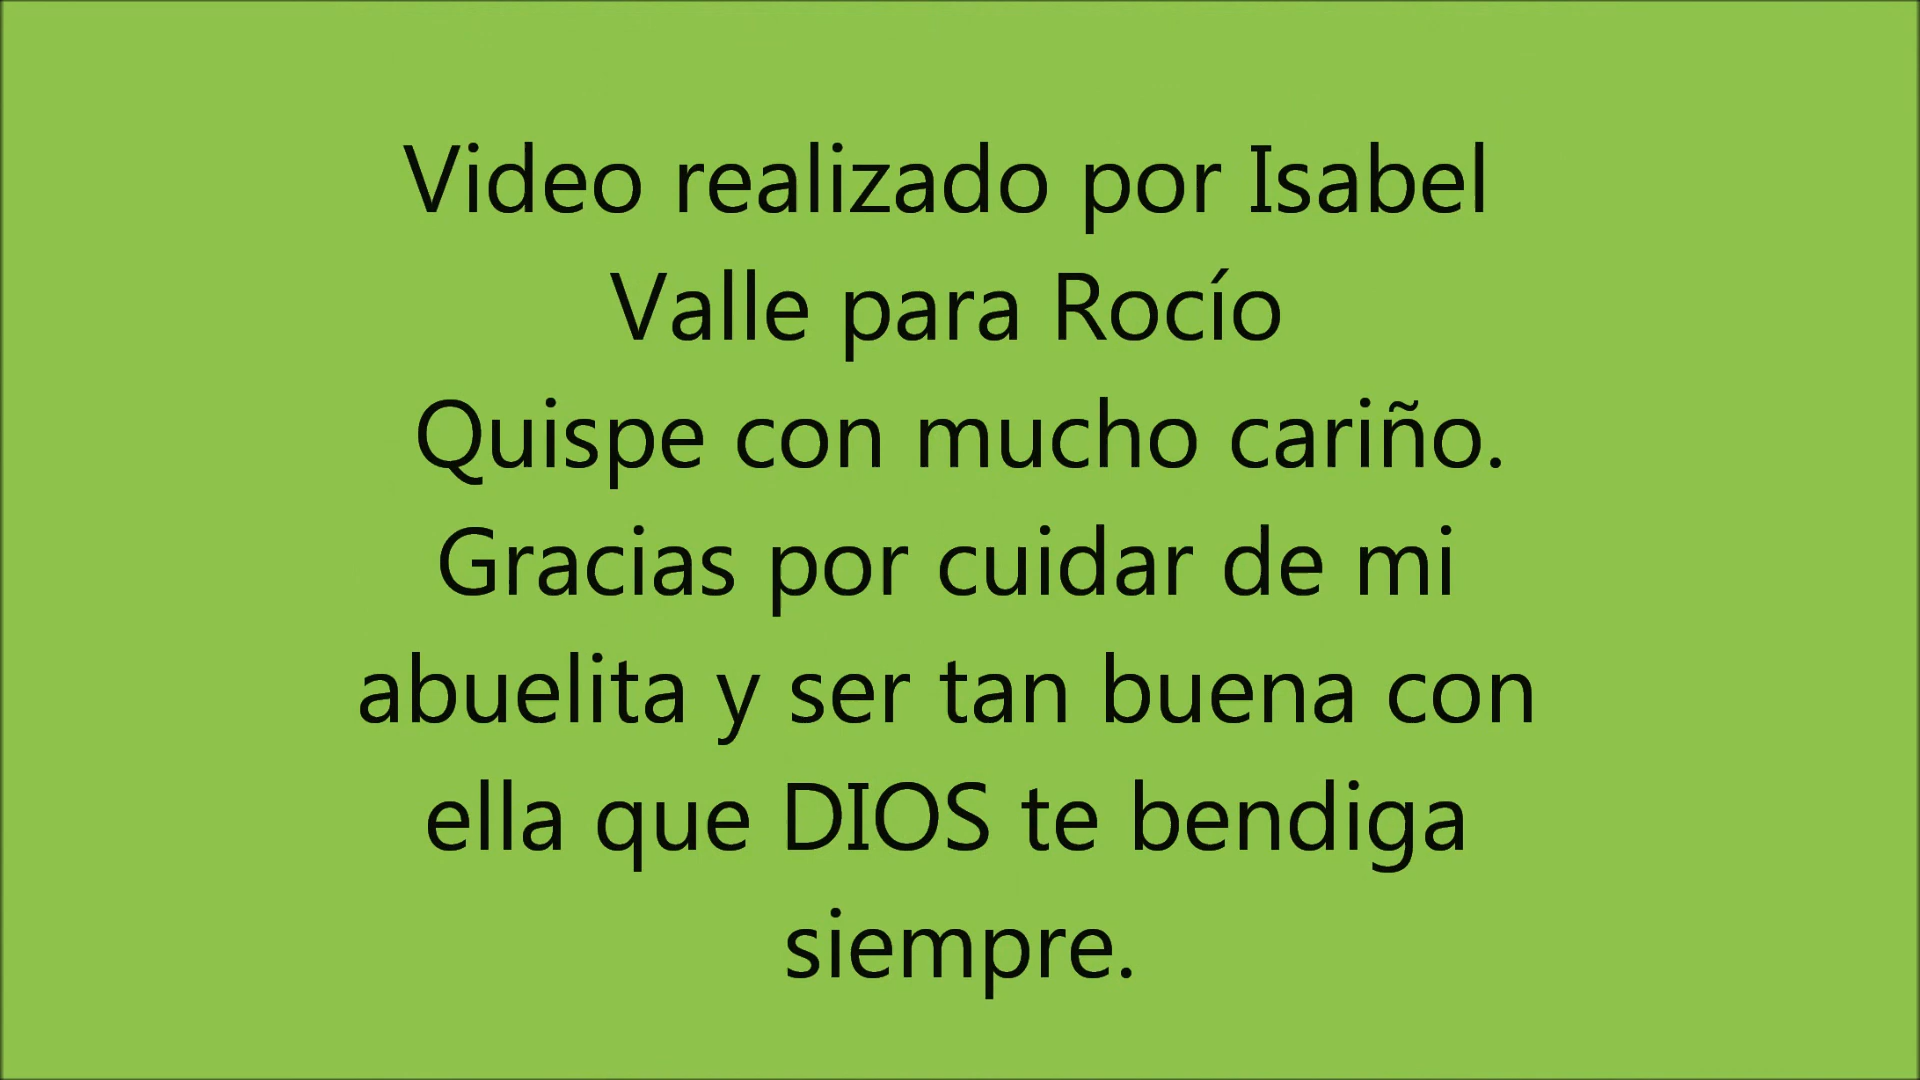 Video realizado por Isabel
Valle para Rocío
Quispe con mucho cariño.
Gracias por cuidar de mi
abuelita y ser tan buena con
ella que DIOS te bendiga
siempre.